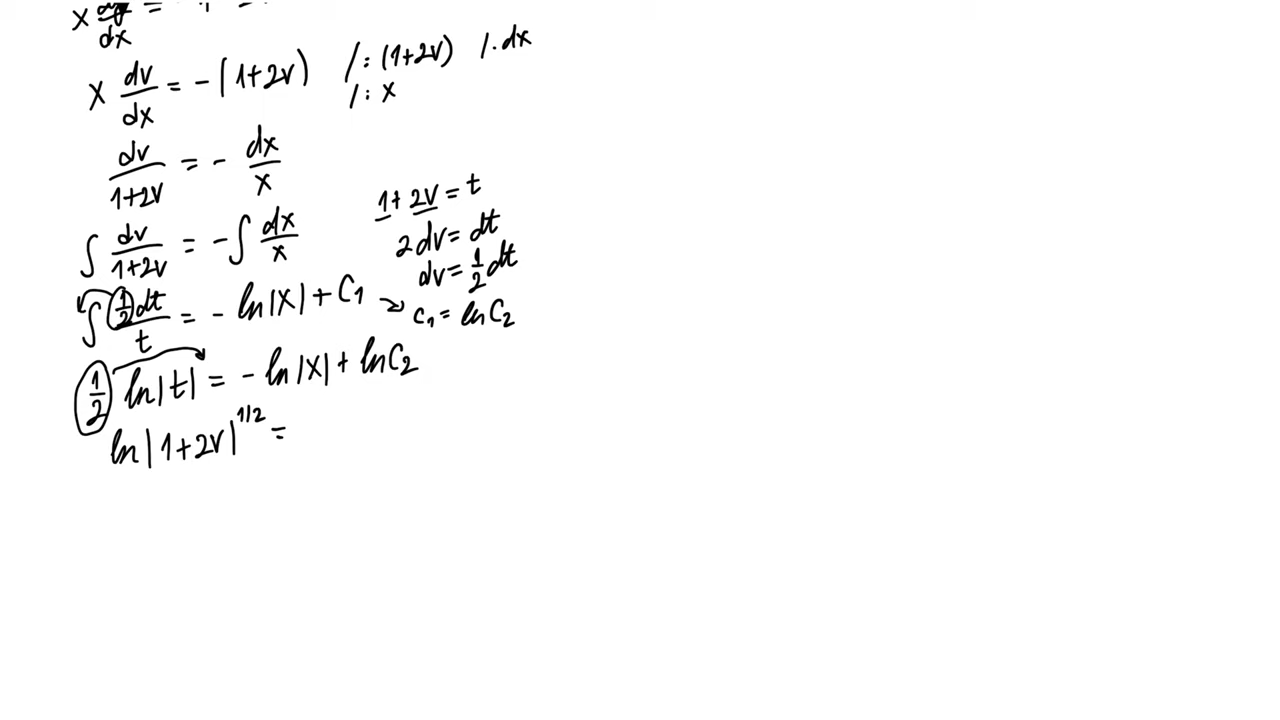 x dy/dx =
x dv/dx = -(1+2v) /:(1+2v) /·dx
/: x
dv/1+2v = - dx/x
1+ 2v = t
∫ dv/1+2v = -∫ dx/x
2dv = dt
dv = 1/2 dt
∫ 1/2 dt/t = - ln|x| + C1
C1 = ln C2
1/2 ln|t| = - ln|x| + ln C2
ln|1+2v|^1/2 =